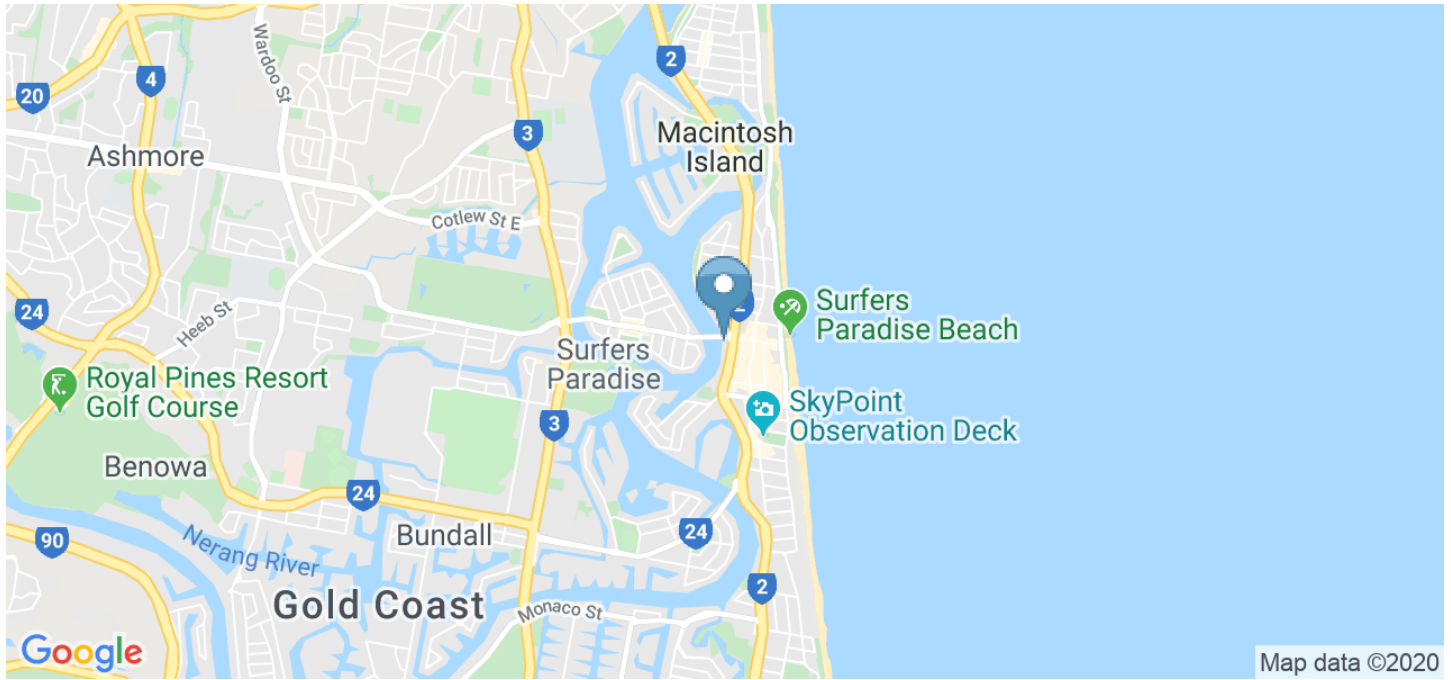 Wardoo St
2
4
20
3
Macintosh
Island
Ashmore
Cotlew St E
24
Heeb St
2
Surfers
Paradise Beach
Surfers
Paradise
Royal Pines Resort
Golf Course
SkyPoint
Observation Deck
3
Benowa
24
24
90
Bundall
Nerang River
2
Gold Coast
Monaco St
Google
Map data ©2020